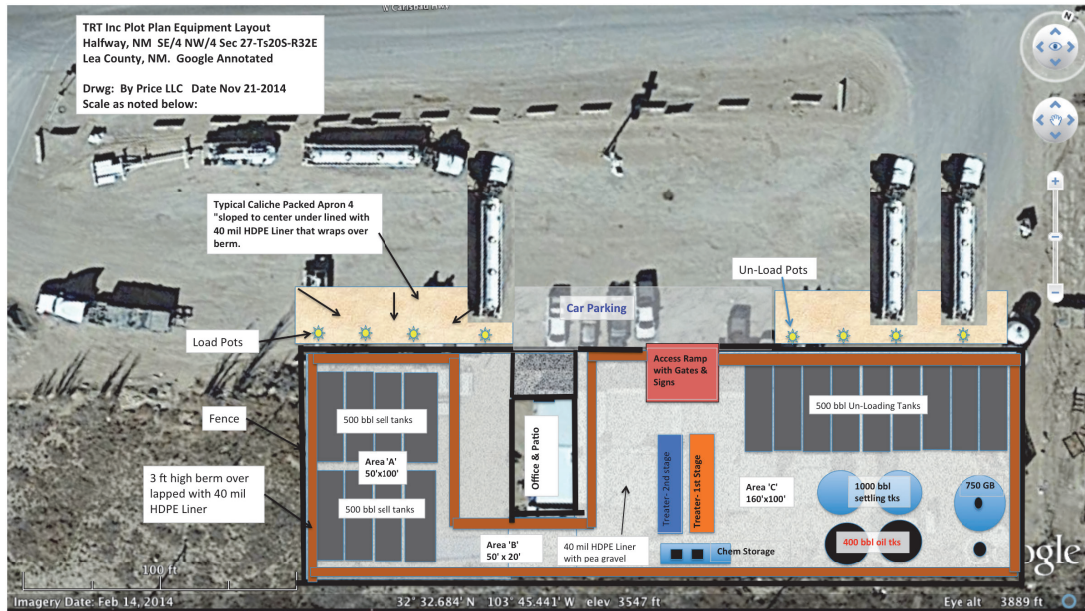 W Carlsbad Hwy
N
TRT Inc Plot Plan Equipment Layout
Halfway, NM  SE/4 NW/4 Sec 27-Ts20S-R32E
Lea County, NM.  Google Annotated
Drwg:  By Price LLC   Date Nov 21-2014
Scale as noted below:
Typical Caliche Packed Apron 4
"sloped to center under lined with
40 mil HDPE Liner that wraps over
berm.
Un-Load Pots
Car Parking
Load Pots
Access Ramp
with Gates &
Signs
500 bbl sell tanks
500 bbl Un-Loading Tanks
Fence
Office & Patio
Area 'A'
50'x100'
Treater- 2nd stage
Treater- 1st Stage
3 ft high berm over
lapped with 40 mil
HDPE Liner
Area 'C'
160'x100'
1000 bbl
settling tks
750 GB
500 bbl sell tanks
400 bbl oil tks
Area 'B'
50' x 20'
40 mil HDPE Liner
with pea gravel
Chem Storage
100 ft
ogle
Imagery Date: Feb 14, 2014
32° 32.684' N  103° 45.441' W  elev  3547 ft
Eye alt   3889 ft